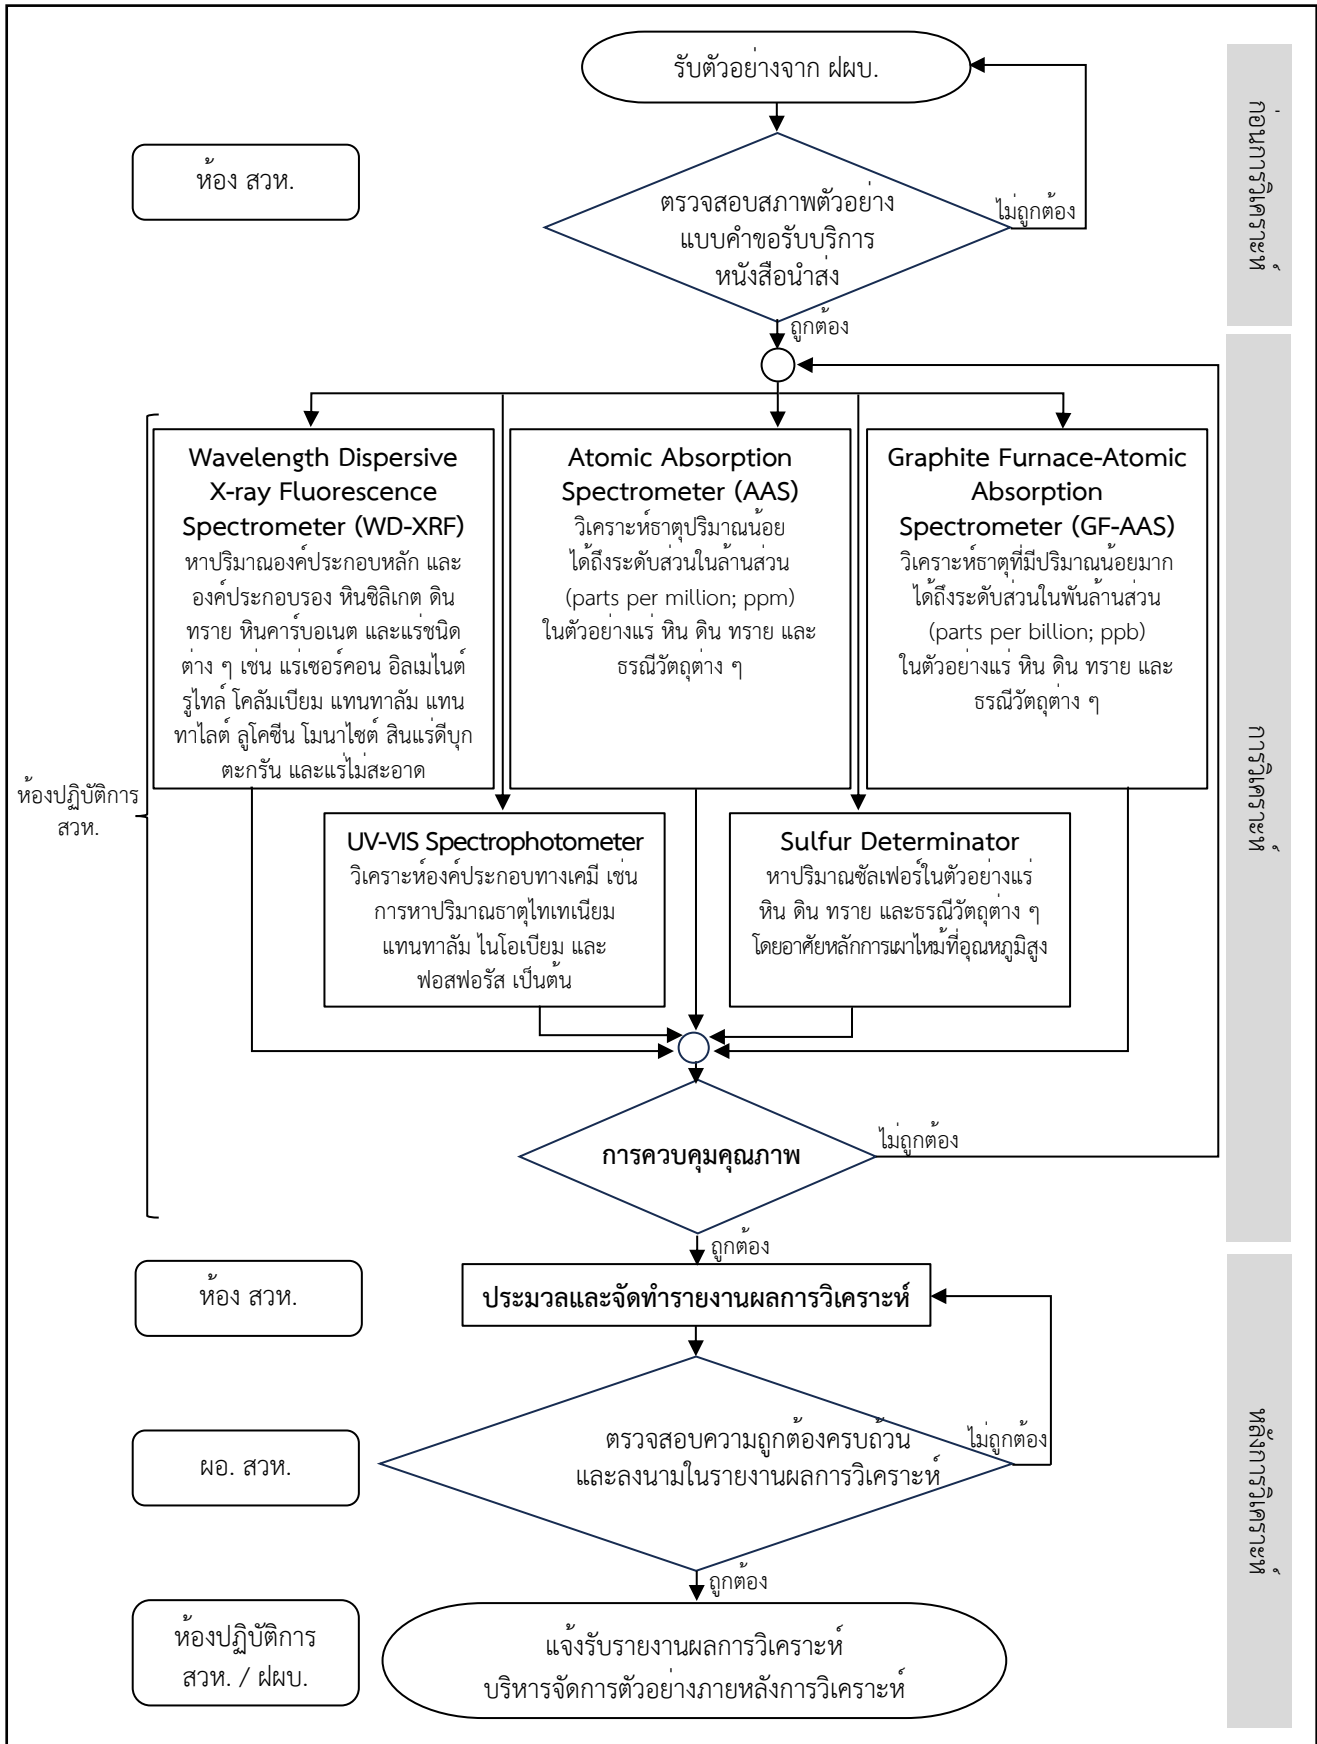 รับตัวอย่างจาก ฝผบ.
ก่อนการวิเคราะห์
ห้อง สวห.
ตรวจสอบสภาพตัวอย่าง
แบบคำขอรับบริการ
หนังสือนำส่ง
ไม่ถูกต้อง
ถูกต้อง
การวิเคราะห์
ห้องปฏิบัติการ
สวห.
Wavelength Dispersive
X-ray Fluorescence
Spectrometer (WD-XRF)
หาปริมาณองค์ประกอบหลัก และ
องค์ประกอบรอง หินซิลิเกต ดิน
ทราย หินคาร์บอเนต และแร่ชนิด
ต่าง ๆ เช่น แร่เซอร์คอน อิลเมไนต์
รูไทล์ โคลัมเบียม แทนทาลัม แทน
ทาไลต์ ลูโคซีน โมนาไซต์ สินแร่ดีบุก
ตะกรัน และแร่ไม่สะอาด
Atomic Absorption
Spectrometer (AAS)
วิเคราะห์ธาตุปริมาณน้อย
ได้ถึงระดับส่วนในล้านส่วน
(parts per million; ppm)
ในตัวอย่างแร่ หิน ดิน ทราย และ
ธรณีวัตถุต่าง ๆ
Graphite Furnace-Atomic
Absorption
Spectrometer (GF-AAS)
วิเคราะห์ธาตุที่มีปริมาณน้อยมาก
ได้ถึงระดับส่วนในพันล้านส่วน
(parts per billion; ppb)
ในตัวอย่างแร่ หิน ดิน ทราย และ
ธรณีวัตถุต่าง ๆ
UV-VIS Spectrophotometer
วิเคราะห์องค์ประกอบทางเคมี เช่น
การหาปริมาณธาตุไทเทเนียม
แทนทาลัม ไนโอเบียม และ
ฟอสฟอรัส เป็นต้น
Sulfur Determinator
หาปริมาณซัลเฟอร์ในตัวอย่างแร่
หิน ดิน ทราย และธรณีวัตถุต่าง ๆ
โดยอาศัยหลักการเผาไหม้ที่อุณหภูมิสูง
การควบคุมคุณภาพ
ไม่ถูกต้อง
ถูกต้อง
หลังการวิเคราะห์
ห้อง สวห.
ประมวลและจัดทำรายงานผลการวิเคราะห์
ผอ. สวห.
ตรวจสอบความถูกต้องครบถ้วน
และลงนามในรายงานผลการวิเคราะห์
ไม่ถูกต้อง
ถูกต้อง
ห้องปฏิบัติการ
สวห. / ฝผบ.
แจ้งรับรายงานผลการวิเคราะห์
บริหารจัดการตัวอย่างภายหลังการวิเคราะห์